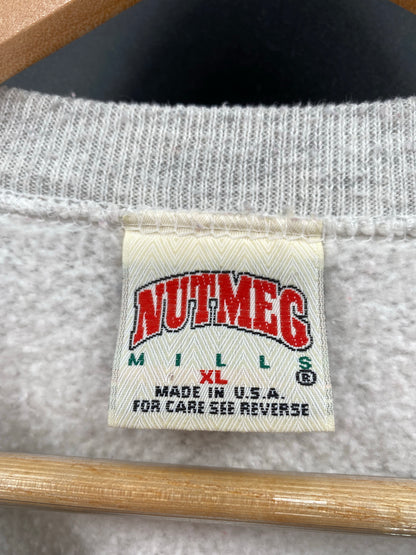 NUTMEG
MILLS®
XL
MADE IN U.S.A.
FOR CARE SEE REVERSE